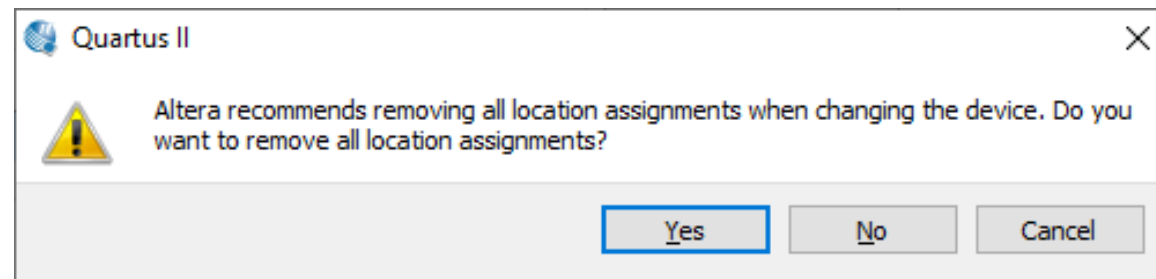 Quartus II
Altera recommends removing all location assignments when changing the device. Do you
want to remove all location assignments?
Yes
No
Cancel